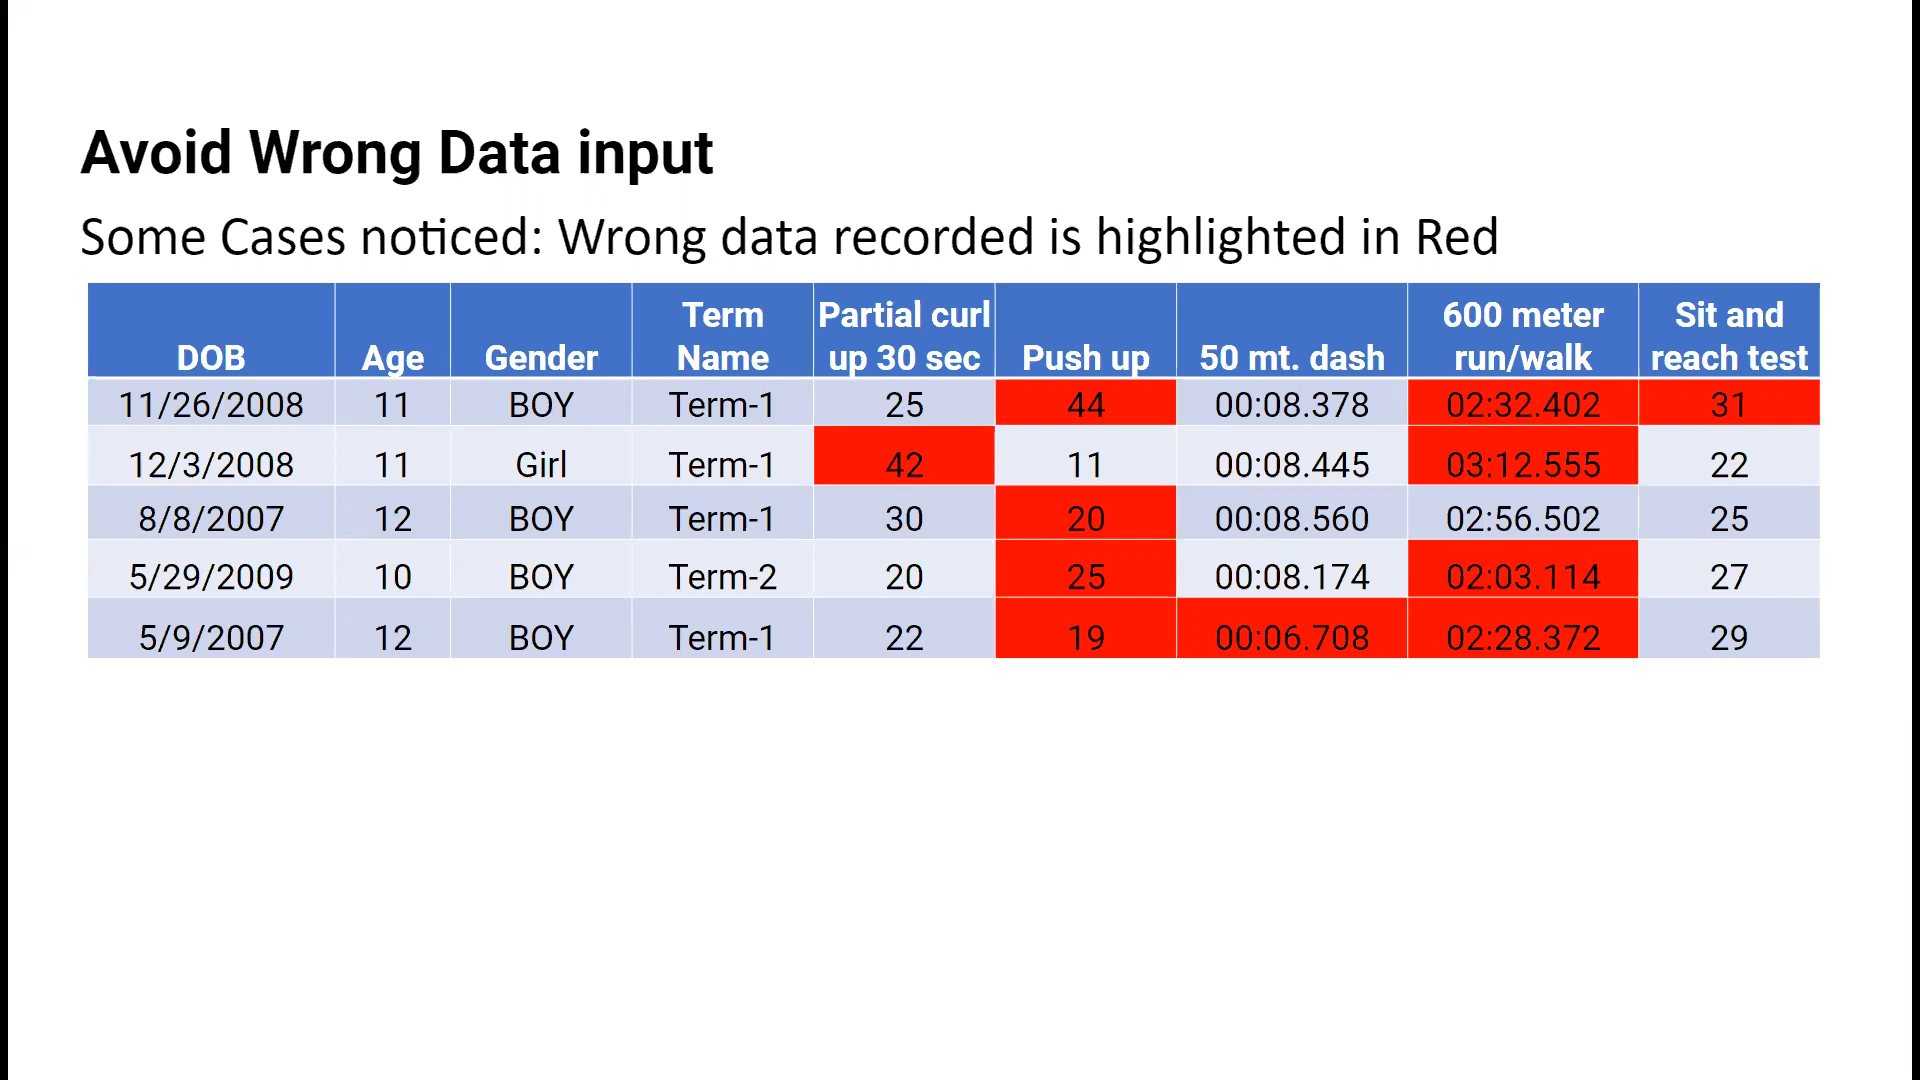 Avoid Wrong Data input
Some Cases noticed: Wrong data recorded is highlighted in Red
DOB Age Gender Term Name Partial curl up 30 sec Push up 50 mt. dash 600 meter run/walk Sit and reach test
11/26/2008 11 BOY Term-1 25 44 00:08.378 02:32.402 31
12/3/2008 11 Girl Term-1 42 11 00:08.445 03:12.555 22
8/8/2007 12 BOY Term-1 30 20 00:08.560 02:56.502 25
5/29/2009 10 BOY Term-2 20 25 00:08.174 02:03.114 27
5/9/2007 12 BOY Term-1 22 19 00:06.708 02:28.372 29